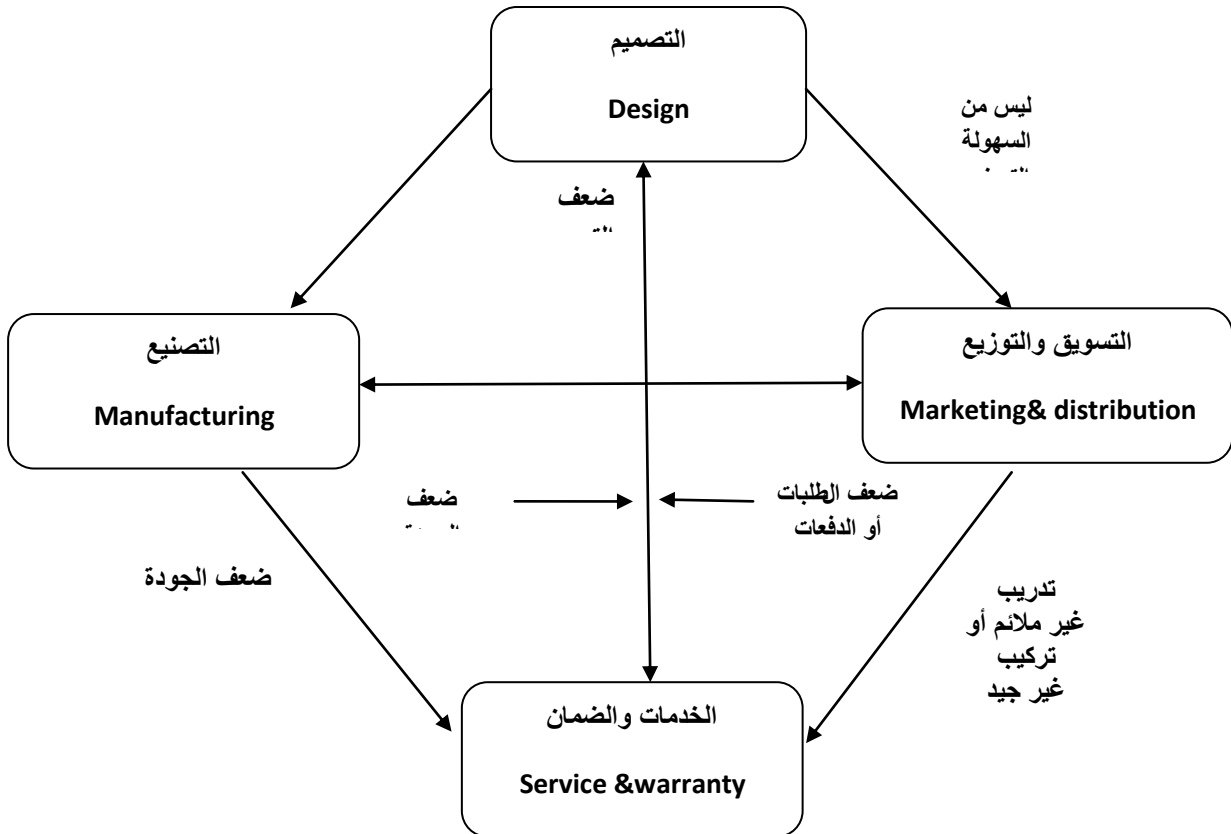 التصميم
Design
ليس من
السهولة
ضعف
التصنيع
Manufacturing
التسويق والتوزيع
Marketing& distribution
ضعف
ضعف الطلبات
أو الدفعات
ضعف الجودة
تدريب
غير ملائم أو
تركيب
غير جيد
الخدمات والضمان
Service &warranty